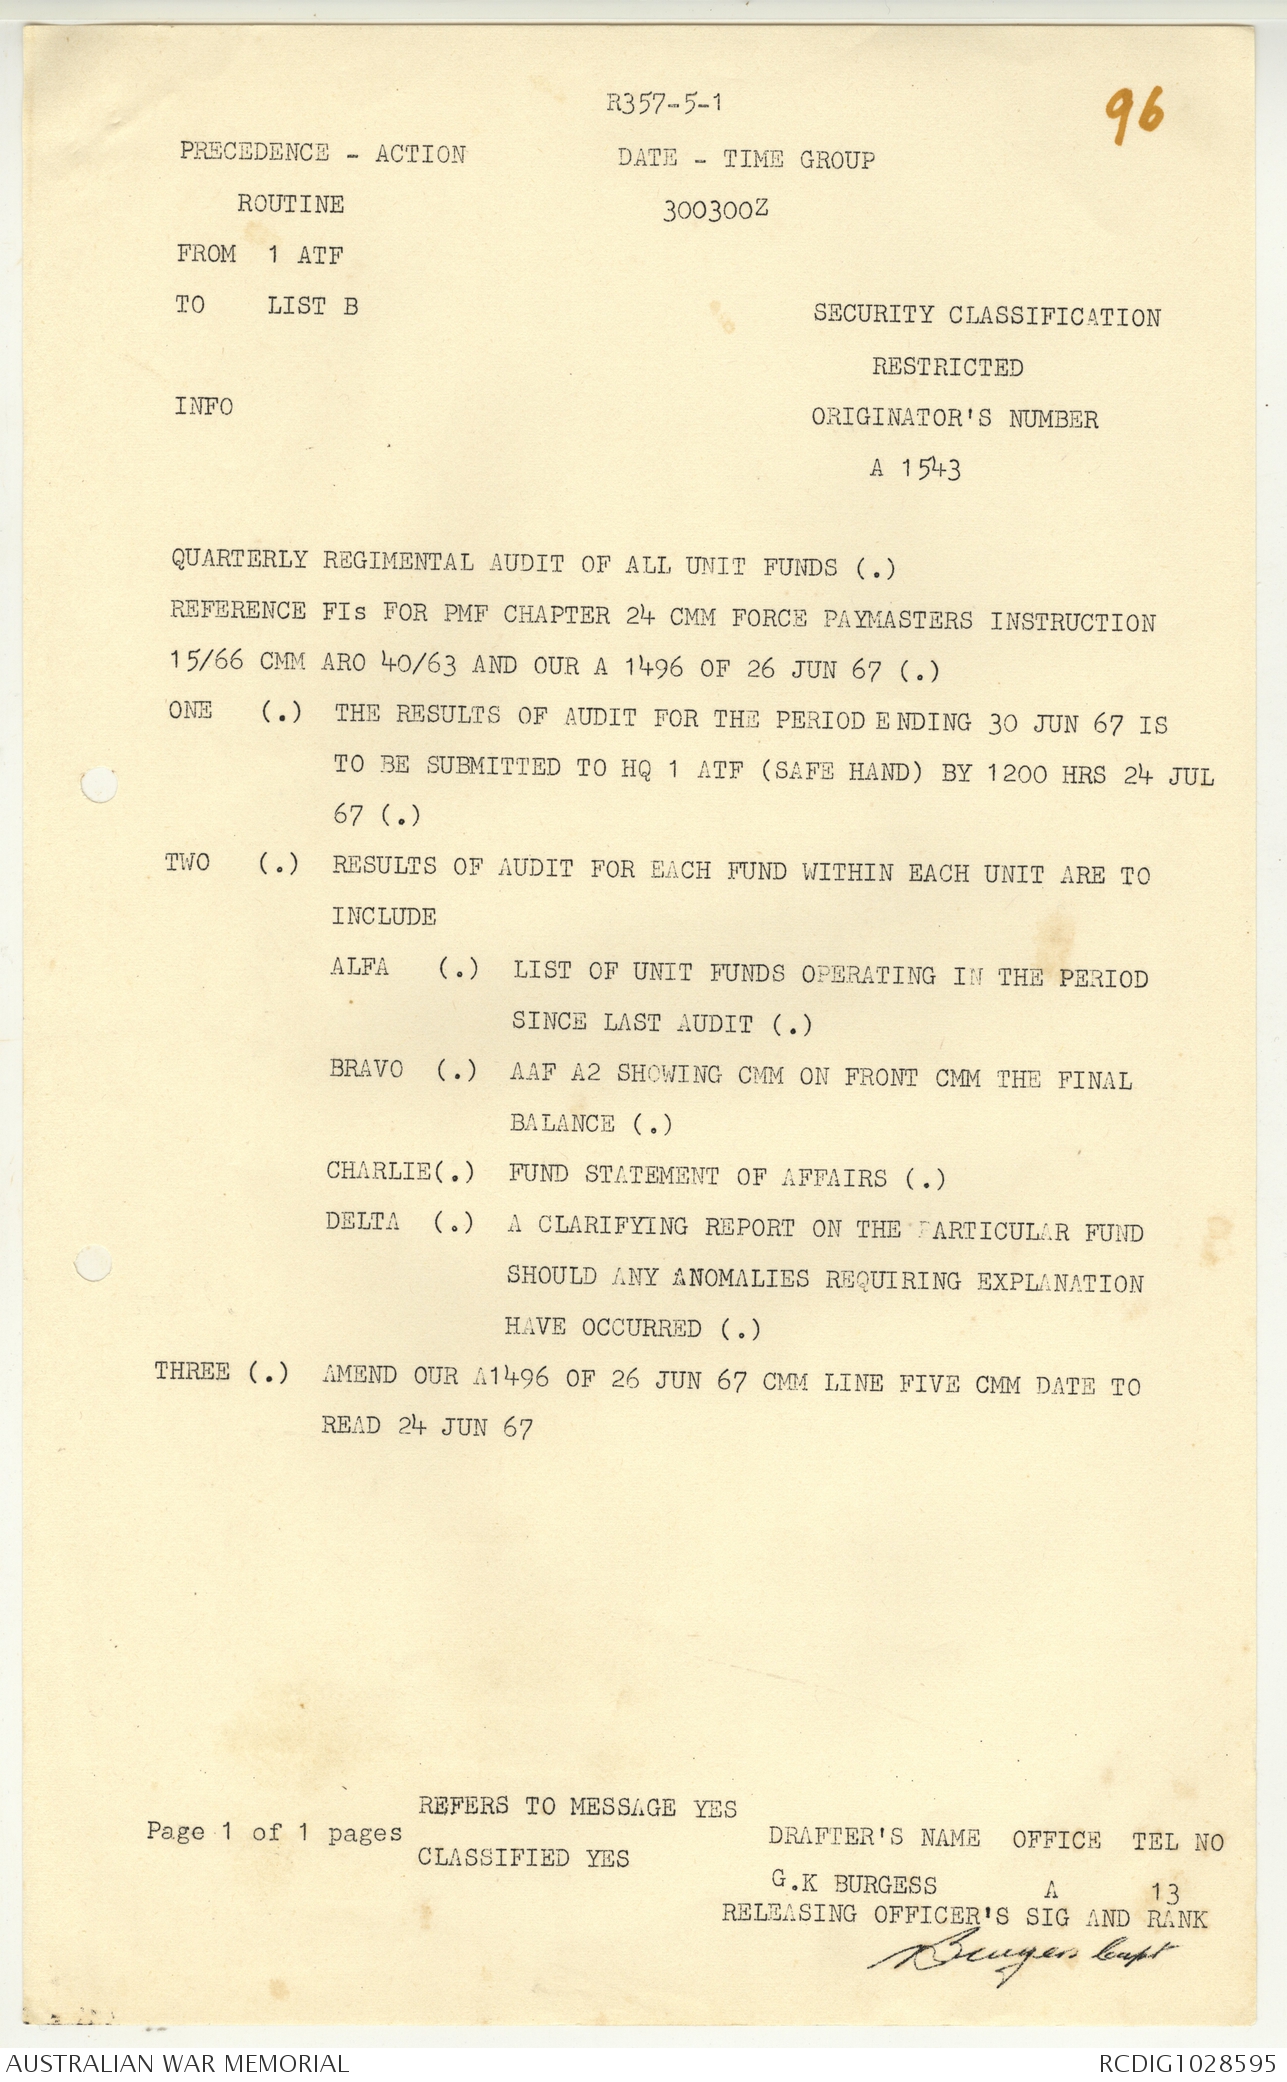 R357-5-1
96
PRECEDENCE - ACTION DATE - TIME GROUP
ROUTINE 300300Z
FROM 1 ATF
TO LIST B
SECURITY CLASSIFICATION
RESTRICTED
INFO
ORIGINATOR'S NUMBER
A 1543
QUARTERLY REGIMENTAL AUDIT OF ALL UNIT FUNDS (.)
REFERENCE FIs FOR PMF CHAPTER 24 CMM FORCE PAYMASTERS INSTRUCTION
15/66 CMM ARO 40/63 AND OUR A 1496 OF 26 JUN 67 (.)
ONE (.) THE RESULTS OF AUDIT FOR THE PERIOD ENDING 30 JUN 67 IS
TO BE SUBMITTED TO HQ 1 ATF (SAFE HAND) BY 1200 HRS 24 JUL
67 (.)
TWO (.) RESULTS OF AUDIT FOR EACH FUND WITHIN EACH UNIT ARE TO
INCLUDE
ALFA (.) LIST OF UNIT FUNDS OPERATING IN THE PERIOD
SINCE LAST AUDIT (.)
BRAVO (.) AAF A2 SHOWING CMM ON FRONT CMM THE FINAL
BALANCE (.)
CHARLIE(.) FUND STATEMENT OF AFFAIRS (.)
DELTA (.) A CLARIFYING REPORT ON THE PARTICULAR FUND
SHOULD ANY ANOMALIES REQUIRING EXPLANATION
HAVE OCCURRED (.)
THREE (.) AMEND OUR A1496 OF 26 JUN 67 CMM LINE FIVE CMM DATE TO
READ 24 JUN 67
REFERS TO MESSAGE YES
Page 1 of 1 pages
CLASSIFIED YES
DRAFTER'S NAME OFFICE TEL NO
G.K BURGESS A 13
RELEASING OFFICER'S SIG AND RANK
Burgess Capt
AUSTRALIAN WAR MEMORIAL RCDIG1028595